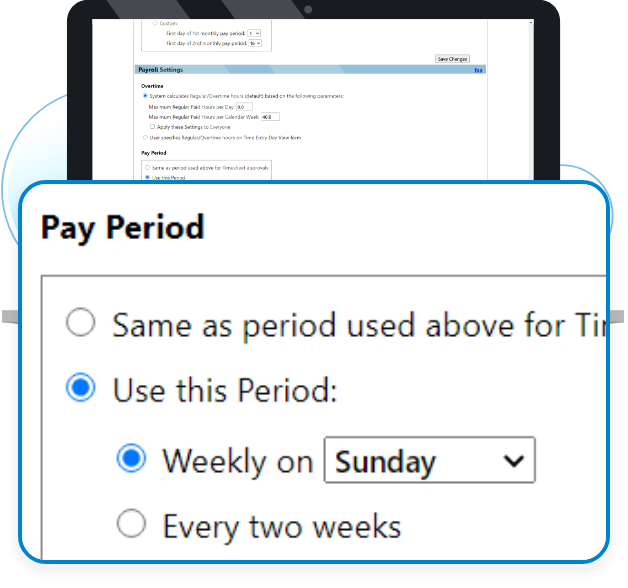 Custom:
First day of 1st monthly pay period: 1
First day of 2nd monthly pay period: 16
Save Changes
Payroll Settings
Top
Overtime
System calculates Regular/Overtime hours (default) based on the following parameters:
Maximum Regular Paid Hours per Day: 8.0
Maximum Regular Paid Hours per Calendar Week: 40.0
Apply these Settings to Everyone
User specifies Regular/Overtime hours on Time Entry Day View form
Pay Period
Same as period used above for Timesheet approvals
Use this Period
Pay Period
Same as period used above for Tim
Use this Period:
Weekly on Sunday
Every two weeks